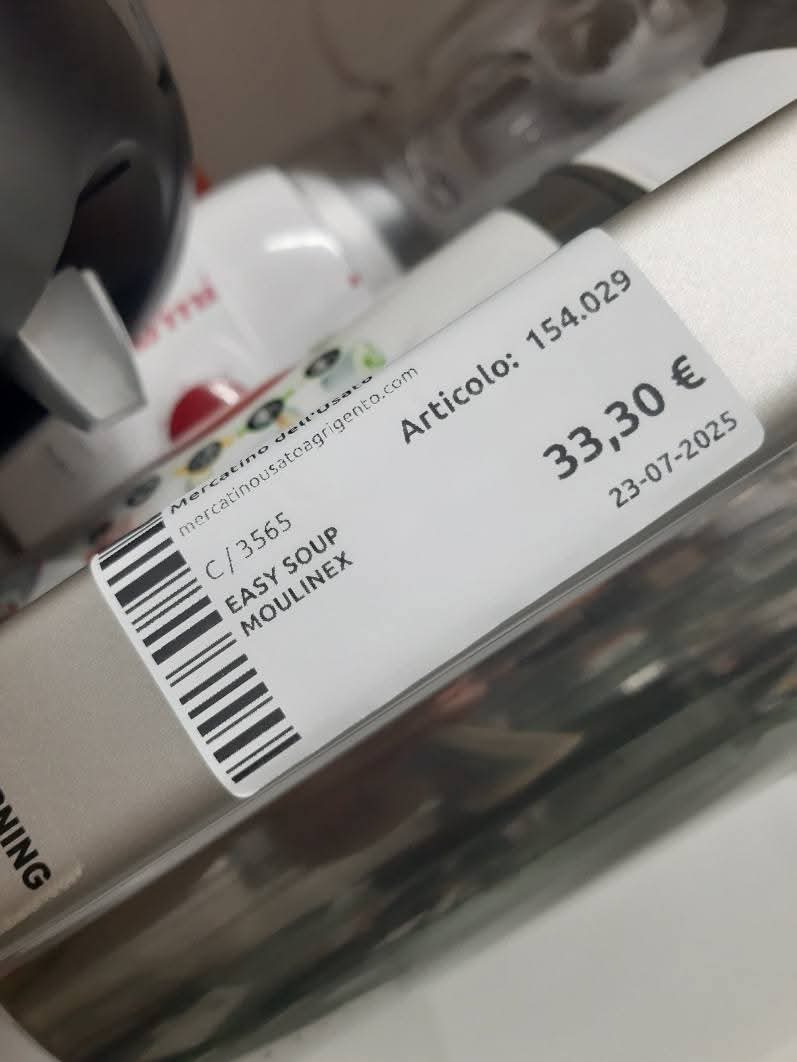 Mercatino dell'Usato
mercatinousatoagrigento.com
Articolo: 154.029
C/3565
EASY SOUP
MOULINEX
33,30 €
23-07-2025